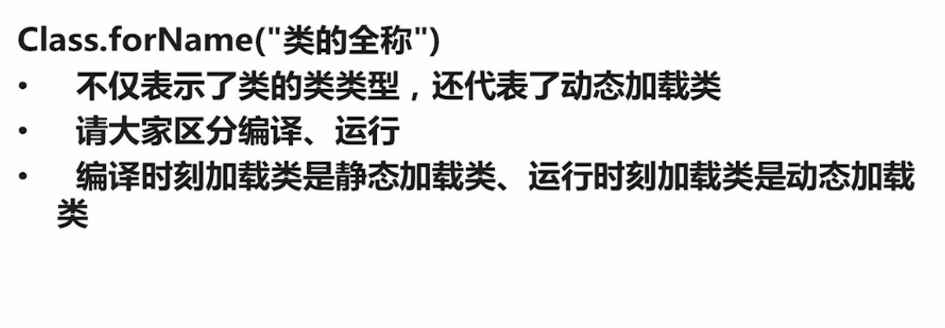 Class.forName("类的全称")
• 不仅表示了类的类类型，还代表了动态加载类
• 请大家区分编译、运行
• 编译时刻加载类是静态加载类、运行时刻加载类是动态加载
类